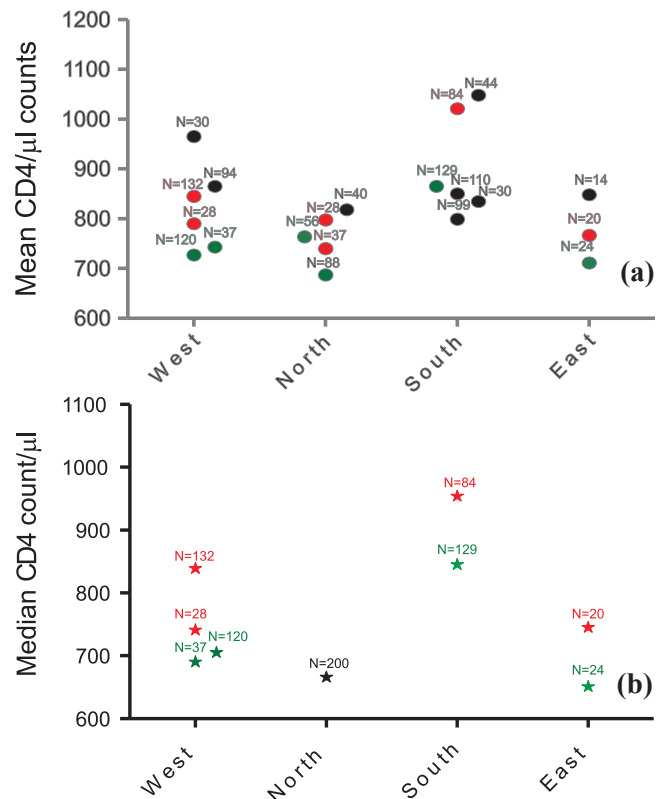 1200
1100
1000
900
800
700
600
Mean CD4/µl counts
N=30
N=94
N=132
N=28
N=120
N=37
N=40
N=28
N=56
N=37
N=88
N=44
N=84
N=129
N=110
N=30
N=99
N=14
N=20
N=24
(a)
West
North
South
East
1100
1000
900
800
700
600
Median CD4 count/µl
N=132
N=28
N=120
N=37
N=200
N=84
N=129
N=20
N=24
(b)
West
North
South
East